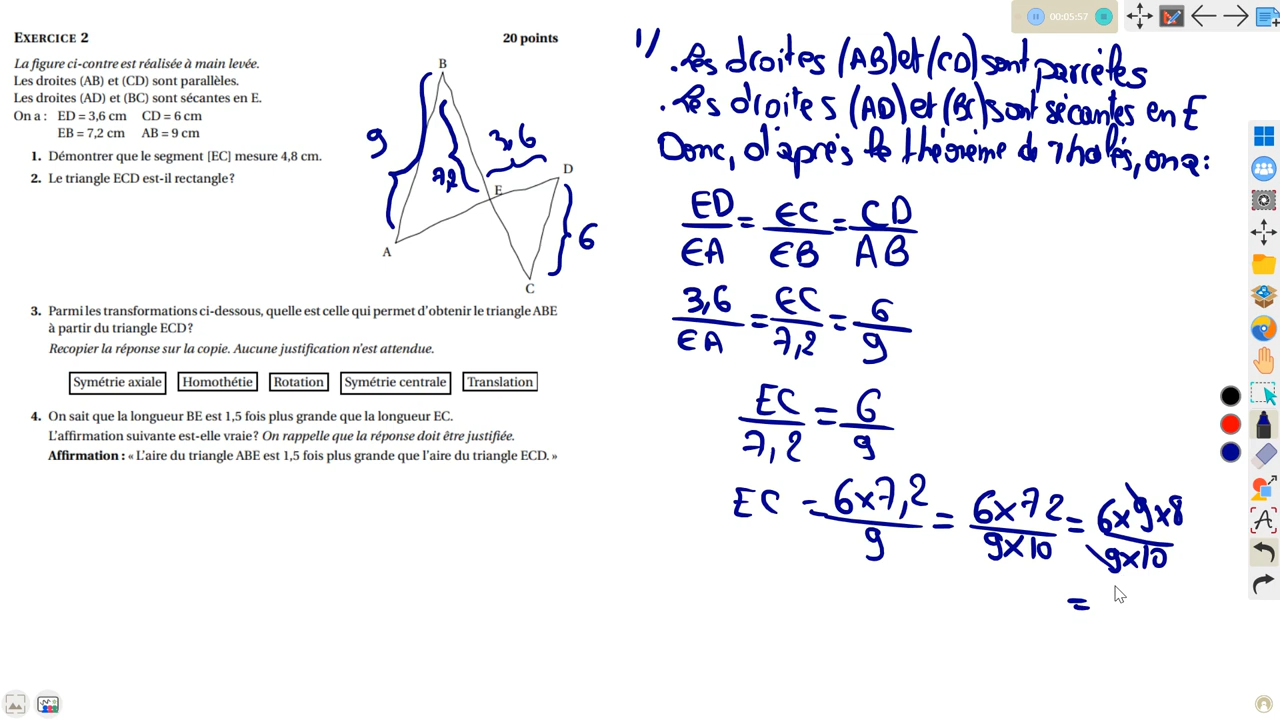 00:05:57
EXERCICE 2 20 points
La figure ci-contre est réalisée à main levée.
Les droites (AB) et (CD) sont parallèles.
Les droites (AD) et (BC) sont sécantes en E.
On a : ED = 3,6 cm CD = 6 cm
EB = 7,2 cm AB = 9 cm
1. Démontrer que le segment [EC] mesure 4,8 cm.
2. Le triangle ECD est-il rectangle ?
B
9
7,2
3,6
D
E
6
A
C
3. Parmi les transformations ci-dessous, quelle est celle qui permet d'obtenir le triangle ABE
à partir du triangle ECD ?
Recopier la réponse sur la copie. Aucune justification n'est attendue.
Symétrie axiale Homothétie Rotation Symétrie centrale Translation
4. On sait que la longueur BE est 1,5 fois plus grande que la longueur EC.
L'affirmation suivante est-elle vraie ? On rappelle que la réponse doit être justifiée.
Affirmation : « L'aire du triangle ABE est 1,5 fois plus grande que l'aire du triangle ECD. »
1/
. Les droites (AB) et (CD) sont
. Les droites (AD) et (BC) sont sécantes en E
Donc, d'après le théorème de Thalès, on a :
ED/EA = EC/EB = CD/AB
3,6/EA = EC/7,2 = 6/9
EC/7,2 = 6/9
EC = 6×7,2/9 = 6×72/9×10 = 6×9×8/9×10
=
A